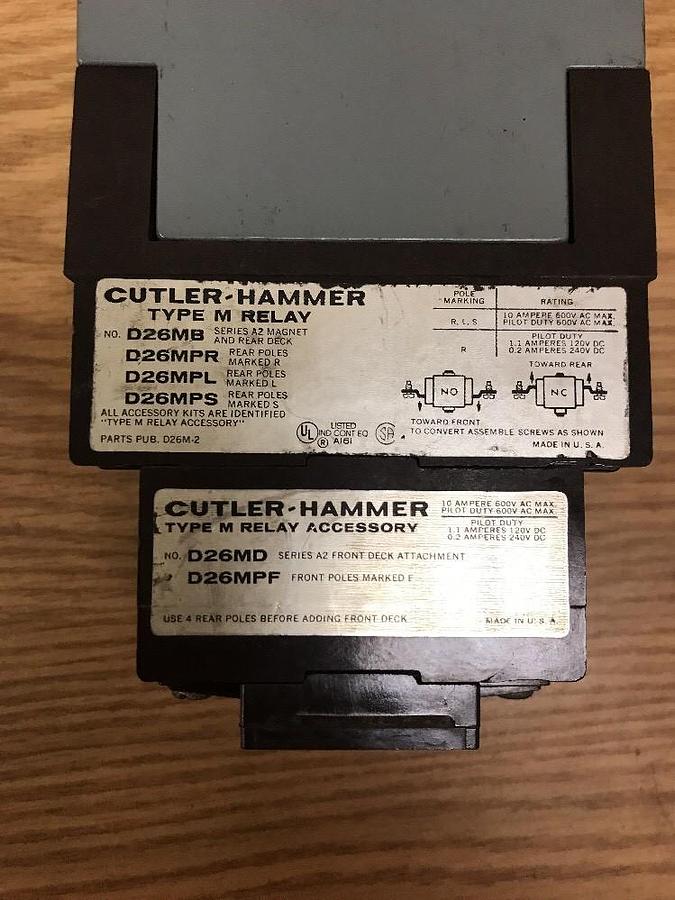 CUTLER-HAMMER
TYPE M RELAY
NO. D26MB SERIES A2 MAGNET AND REAR DECK
D26MPR REAR POLES MARKED R
D26MPL REAR POLES MARKED L
D26MPS REAR POLES MARKED S
ALL ACCESSORY KITS ARE IDENTIFIED
"TYPE M RELAY ACCESSORY"
PARTS PUB. D26M-2
UL ® LISTED IND CONT EQ A161
SA
POLE MARKING RATING
R, L, S 10 AMPERE 600V AC MAX. PILOT DUTY 600V AC MAX.
R PILOT DUTY 1.1 AMPERES 120V DC 0.2 AMPERES 240V DC
TOWARD REAR
NO NC
TOWARD FRONT
TO CONVERT ASSEMBLE SCREWS AS SHOWN
MADE IN U. S. A.
CUTLER-HAMMER
TYPE M RELAY ACCESSORY
10 AMPERE 600V AC MAX.
PILOT DUTY 600V AC MAX.
PILOT DUTY
1.1 AMPERES 120V DC
0.2 AMPERES 240V DC
NO. D26MD SERIES A2 FRONT DECK ATTACHMENT
D26MPF FRONT POLES MARKED F
USE 4 REAR POLES BEFORE ADDING FRONT DECK
MADE IN U. S. A.